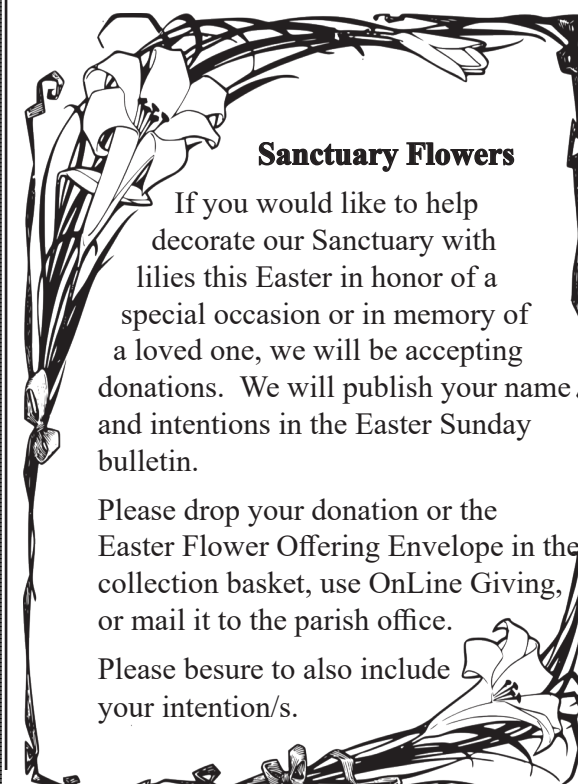 Sanctuary Flowers
If you would like to help
decorate our Sanctuary with
lilies this Easter in honor of a
special occasion or in memory of
a loved one, we will be accepting
donations.  We will publish your name
and intentions in the Easter Sunday
bulletin.
Please drop your donation or the
Easter Flower Offering Envelope in the
collection basket, use OnLine Giving,
or mail it to the parish office.
Please besure to also include
your intention/s.